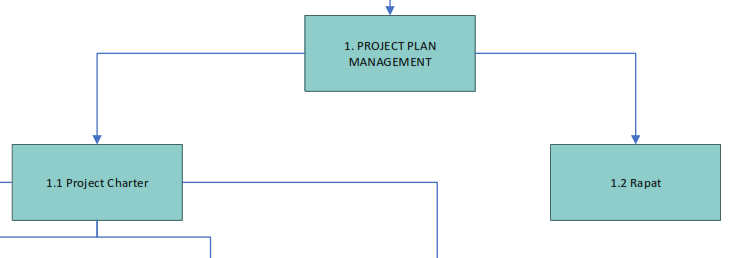 1. PROJECT PLAN
MANAGEMENT
1.1 Project Charter
1.2 Rapat